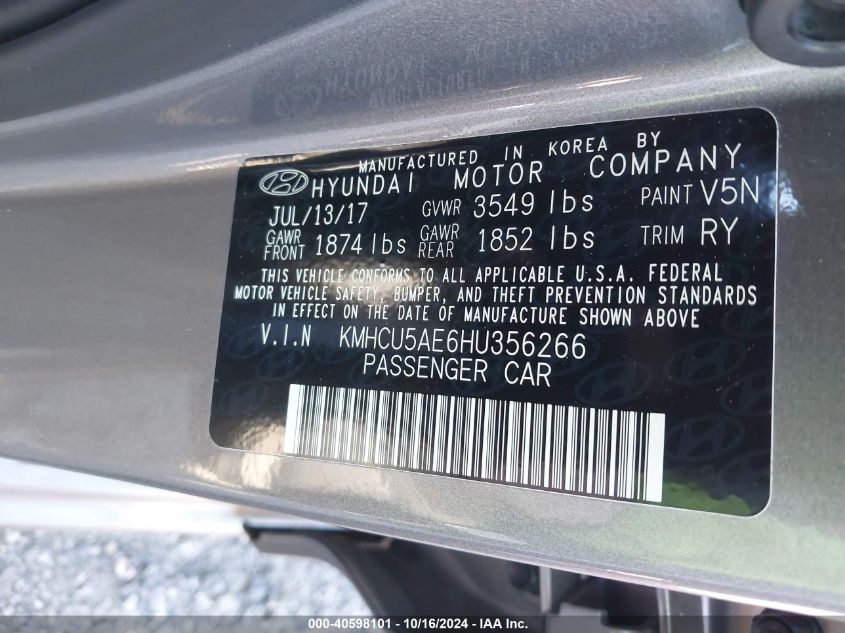 MANUFACTURED IN KOREA BY
HYUNDAI MOTOR COMPANY
JUL/13/17 GVWR 3549 lbs PAINT V5N
GAWR FRONT 1874 lbs GAWR REAR 1852 lbs TRIM RY
THIS VEHICLE CONFORMS TO ALL APPLICABLE U.S.A. FEDERAL
MOTOR VEHICLE SAFETY, BUMPER, AND THEFT PREVENTION STANDARDS
IN EFFECT ON THE DATE OF MANUFACTURE SHOWN ABOVE.
V.I.N KMHCU5AE6HU356266
PASSENGER CAR
000-40598101 / 10/16/2024 - IAA Inc.